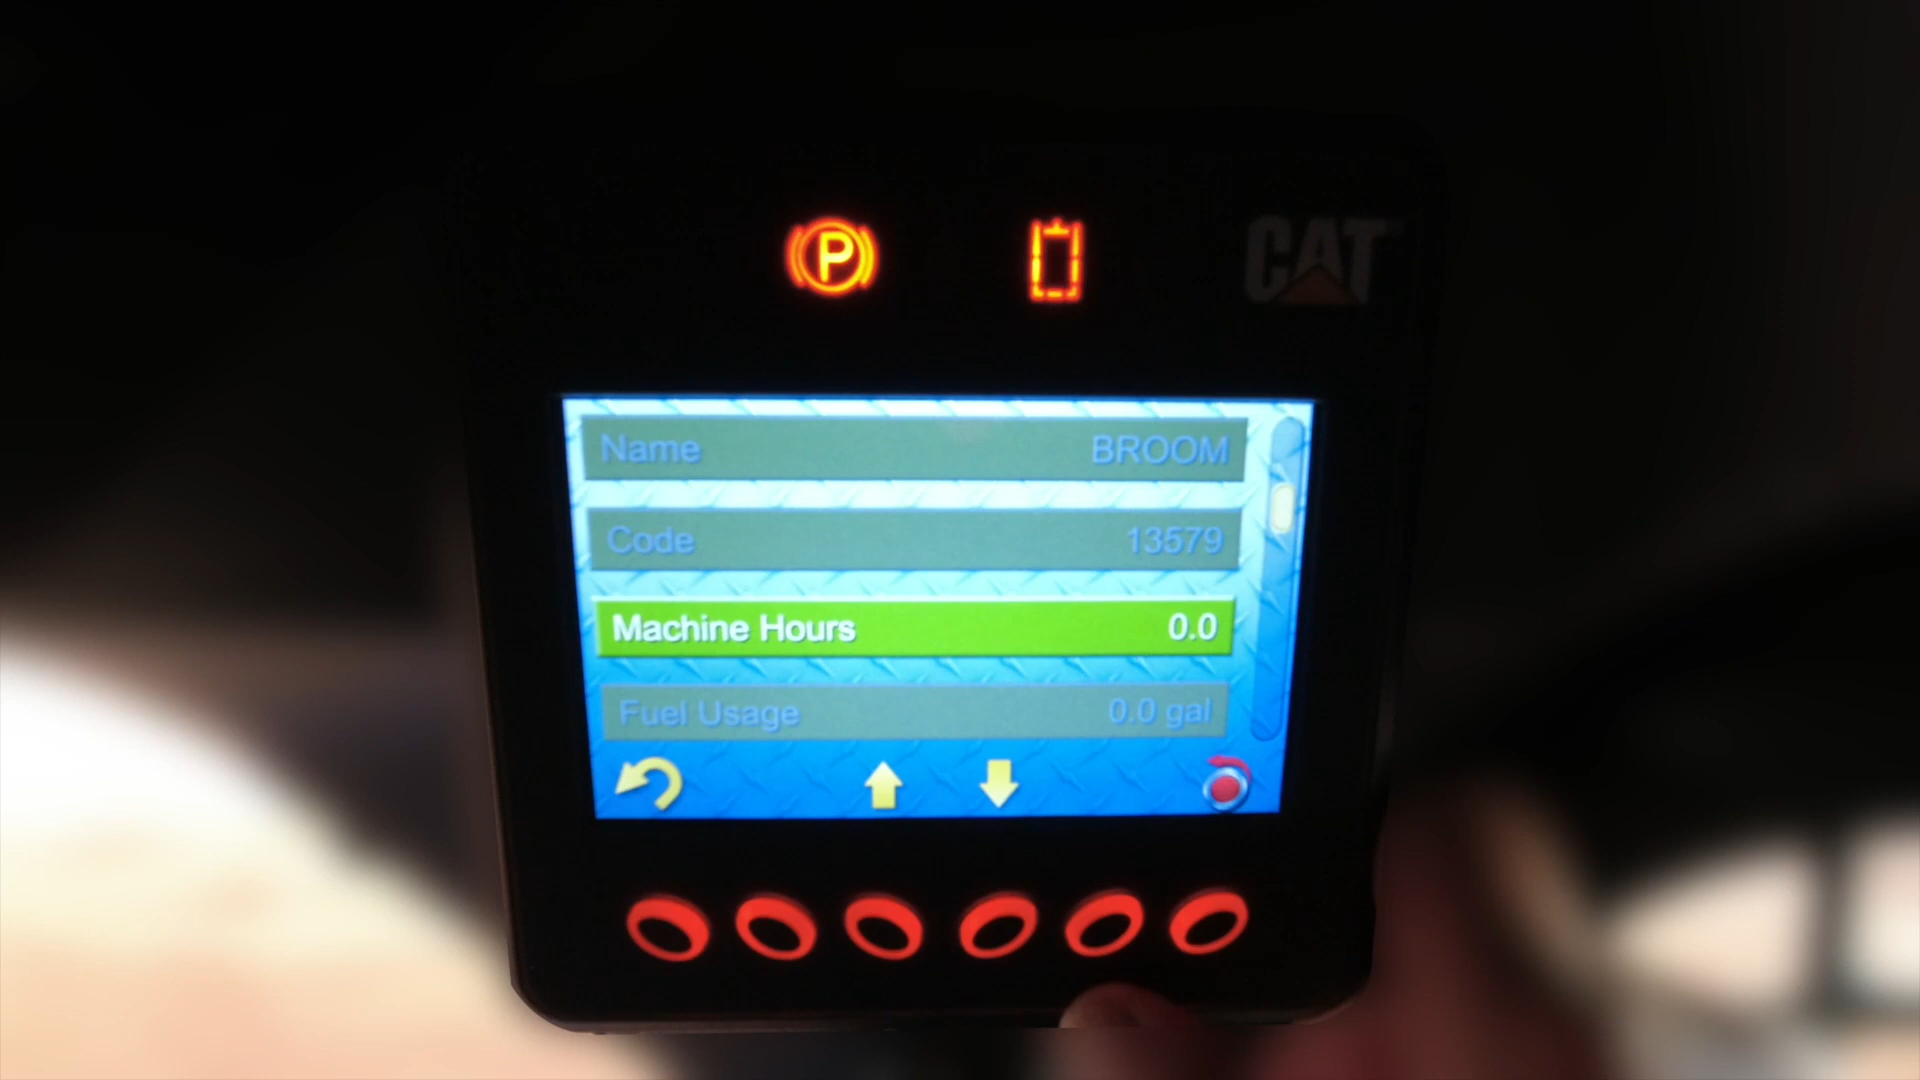 P
CAT
Name BROOM
Code 13579
Machine Hours 0.0
Fuel Usage 0.0 gal